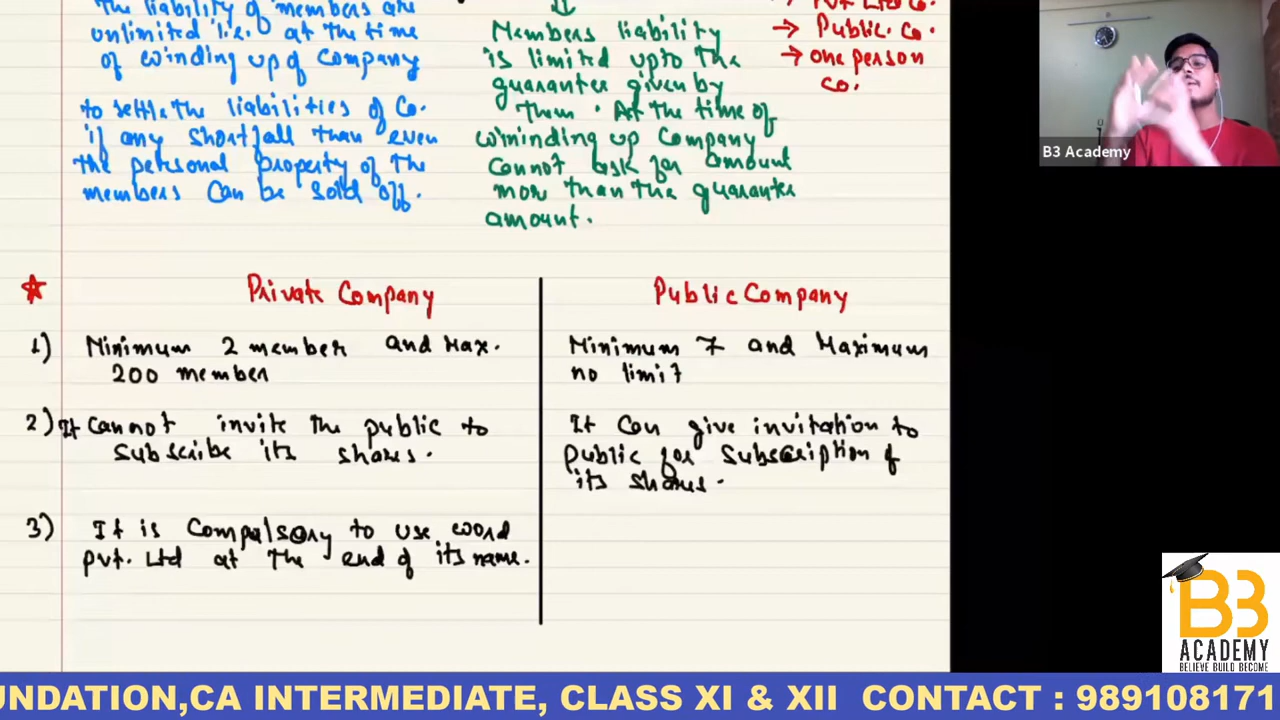 The liability of members are
unlimited i.e. at the time
of winding up of Company
to settle the liabilities of Co.
if any shortfall than even
the personal property of the
members Can be sold off.
Members liability
is limited upto the
guarantee given by
them. At the time of
wiminding up Company
Cannot ask for amount
more than the guarantee
amount.
→ Pvt Ltd Co.
→ Public. Co.
→ one person
co.
B3 Academy
Private Company
Public Company
1) Minimum 2 member and Max.
200 member
Minimum 7 and Maximum
no limit
2) It Cannot invite the public to
subscribe its shares.
It Can give invitation to
public for Subscription of
its shares.
3) It is Compalsory to use word
pvt. Ltd at the end of its name.
B3
ACADEMY
BELIEVE BUILD BECOME
UNDATION,CA INTERMEDIATE, CLASS XI & XII CONTACT : 989108171